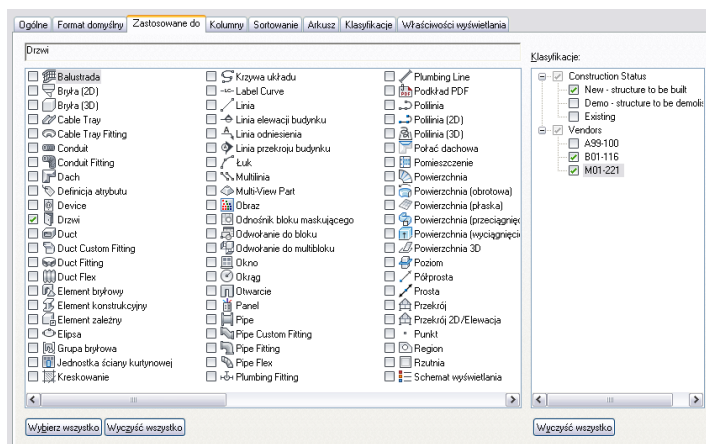 Ogólne Format domyślny Zastosowane do Kolumny Sortowanie Arkusz Klasyfikacje Właściwości wyświetlania
Drzwi
Balustrada
Bryła (2D)
Bryła (3D)
Cable Tray
Cable Tray Fitting
Conduit
Conduit Fitting
Dach
Definicja atrybutu
Device
Drzwi
Duct
Duct Custom Fitting
Duct Fitting
Duct Flex
Element bryłowy
Element konstrukcyjny
Element zależny
Elipsa
Grupa bryłowa
Jednostka ściany kurtynowej
Kreskowanie
Krzywa układu
Label Curve
Linia
Linia elewacji budynku
Linia odniesienia
Linia przekroju budynku
Łuk
Multilinia
Multi-View Part
Obraz
Odnośnik bloku maskującego
Odwołanie do bloku
Odwołanie do multibloku
Okno
Okrąg
Otwarcie
Panel
Pipe
Pipe Custom Fitting
Pipe Fitting
Pipe Flex
Plumbing Fitting
Plumbing Line
Podkład PDF
Polilinia
Polilinia (2D)
Polilinia (3D)
Połać dachowa
Pomieszczenie
Powierzchnia
Powierzchnia (obrotowa)
Powierzchnia (płaska)
Powierzchnia (przeciągnięc
Powierzchnia (wyciągnięci
Powierzchnia 3D
Poziom
Półprosta
Prosta
Przekrój
Przekrój 2D/Elewacja
Punkt
Region
Rzutnia
Schemat wyświetlania
Wybierz wszystko Wyczyść wszystko
Klasyfikacje:
Construction Status
New - structure to be built
Demo - structure to be demolis
Existing
Vendors
A99-100
B01-116
M01-221
Wyczyść wszystko